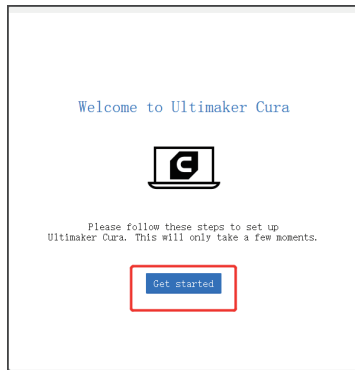 Welcome to Ultimaker Cura
Please follow these steps to set up
Ultimaker Cura. This will only take a few moments.
Get started